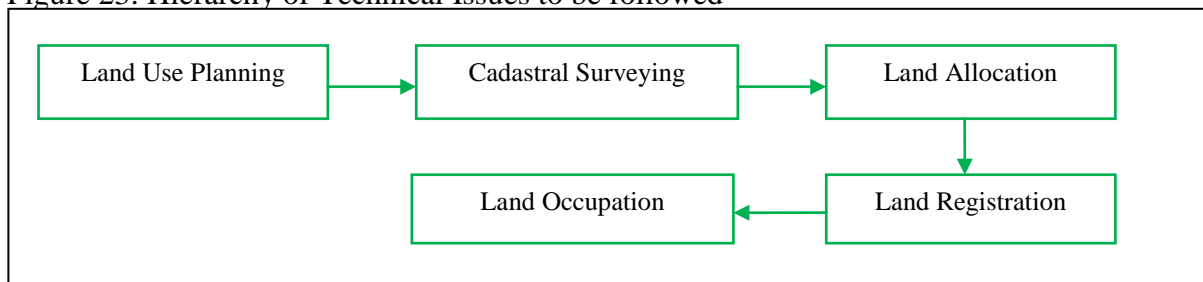 Figure 23: Hierarchy of Technical Issues to be followed
Land Use Planning
Cadastral Surveying
Land Allocation
Land Occupation
Land Registration